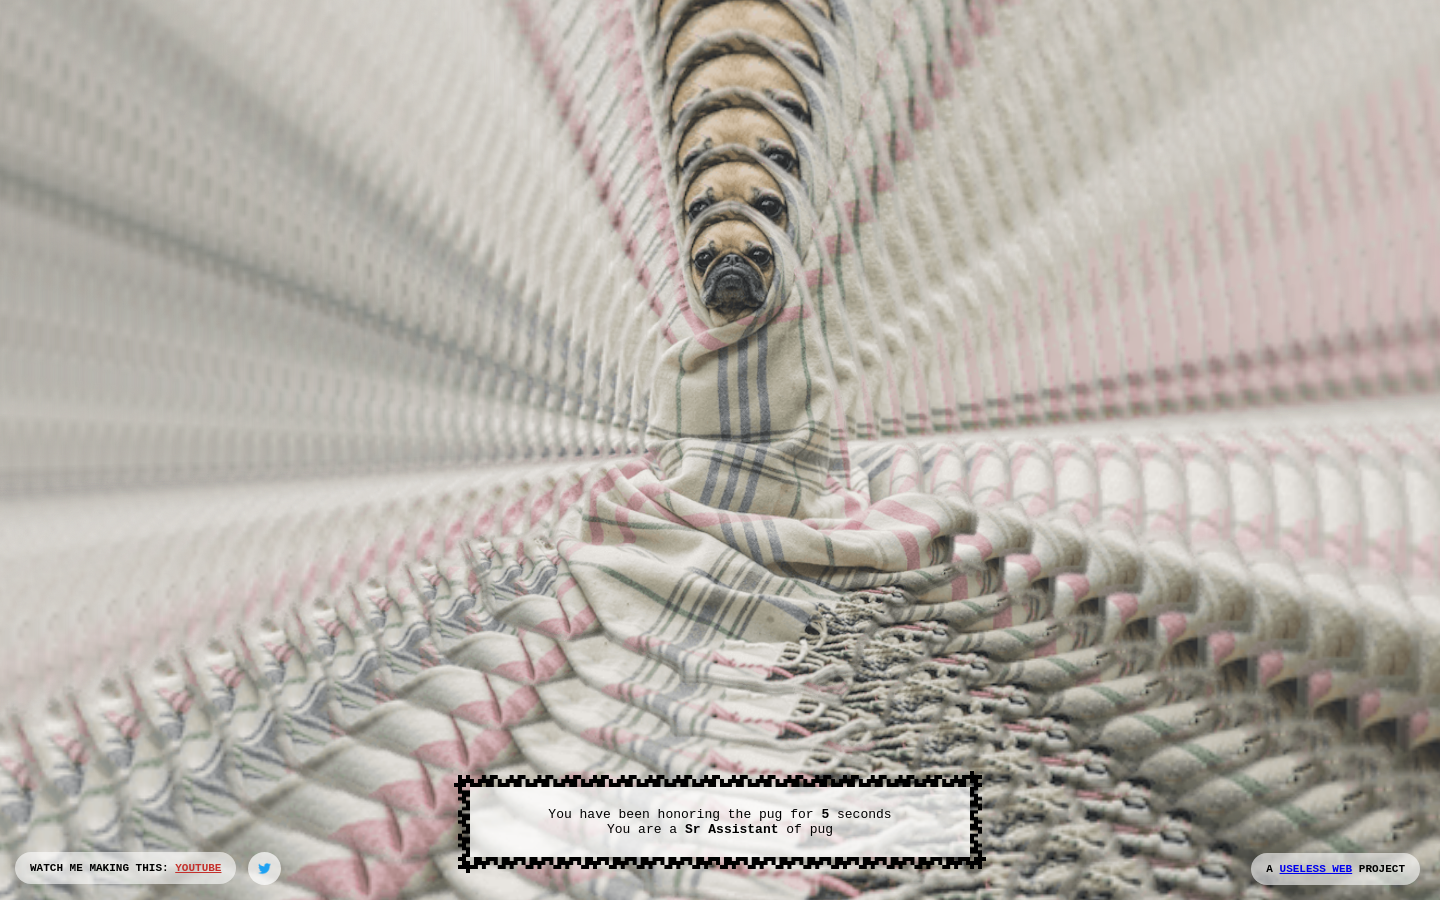 You have been honoring the pug for 5 seconds
You are a Sr Assistant of pug
WATCH ME MAKING THIS: YOUTUBE
A USELESS WEB PROJECT